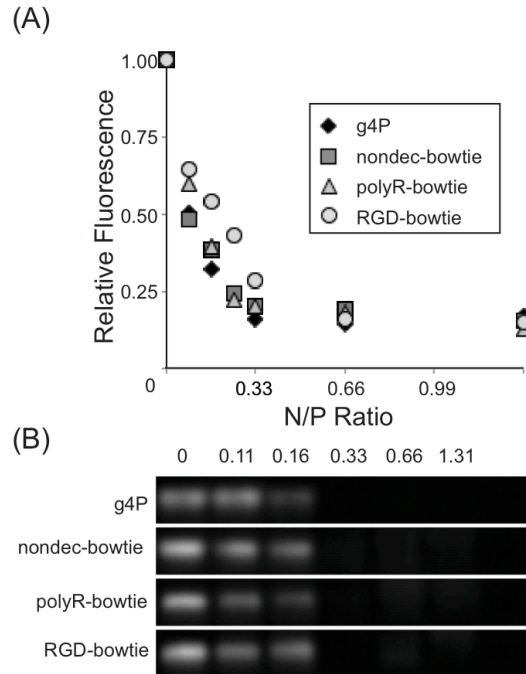 (A)
1.00
0.75
0.50
0.25
0
0.33
0.66
0.99
Relative Fluorescence
N/P Ratio
g4P
nondec-bowtie
polyR-bowtie
RGD-bowtie
(B)
0 0.11 0.16 0.33 0.66 1.31
g4P
nondec-bowtie
polyR-bowtie
RGD-bowtie